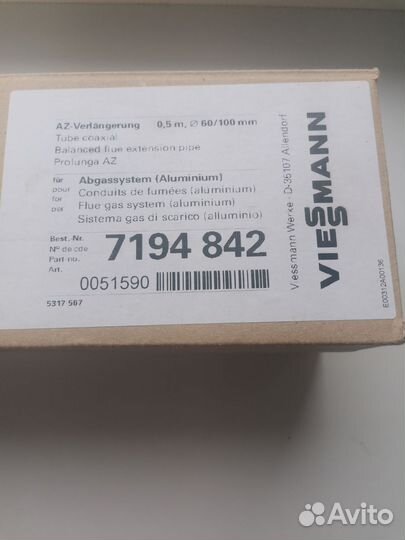 AZ-Verlängerung 0,5 m, Ø 60/100 mm
Tube coaxial
Balanced flue extension pipe
Prolunga AZ
für Abgassystem (Aluminium)
pour Conduits de fumées (aluminium)
for Flue gas system (aluminium)
per Sistema gas di scarico (alluminio)
Best.-Nr.
N° de cde
Part-no.
Art.
7194 842
0051590
5317 567
Viessmann Werke - D-35107 Allendorf
VIESSMANN
E00312A00136
Avito